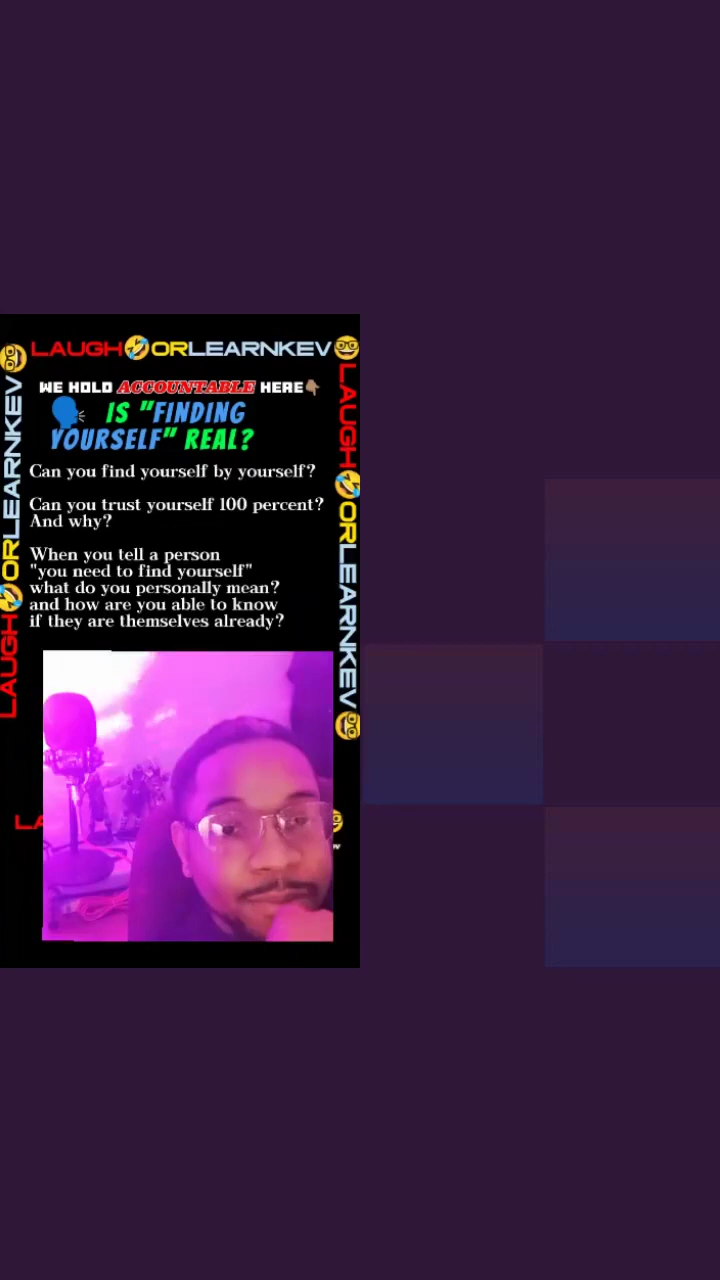 LAUGH🤣ORLEARNKEV🤓
WE HOLD ACCOUNTABLE HERE👇🏽
🗣 IS "FINDING
YOURSELF" REAL?
Can you find yourself by yourself?
Can you trust yourself 100 percent?
And why?
When you tell a person
"you need to find yourself"
what do you personally mean?
and how are you able to know
if they are themselves already?
LAUGH🤣ORLEARNKEV🤓
LAUGH🤣ORLEARNKEV🤓
LA